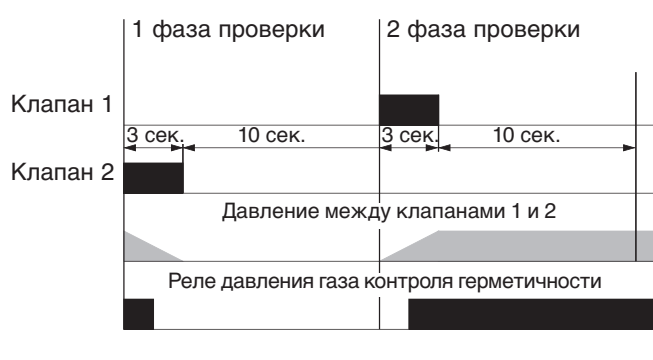 1 фаза проверки
2 фаза проверки
Клапан 1
3 сек.
10 сек.
3 сек.
10 сек.
Клапан 2
Давление между клапанами 1 и 2
Реле давления газа контроля герметичности